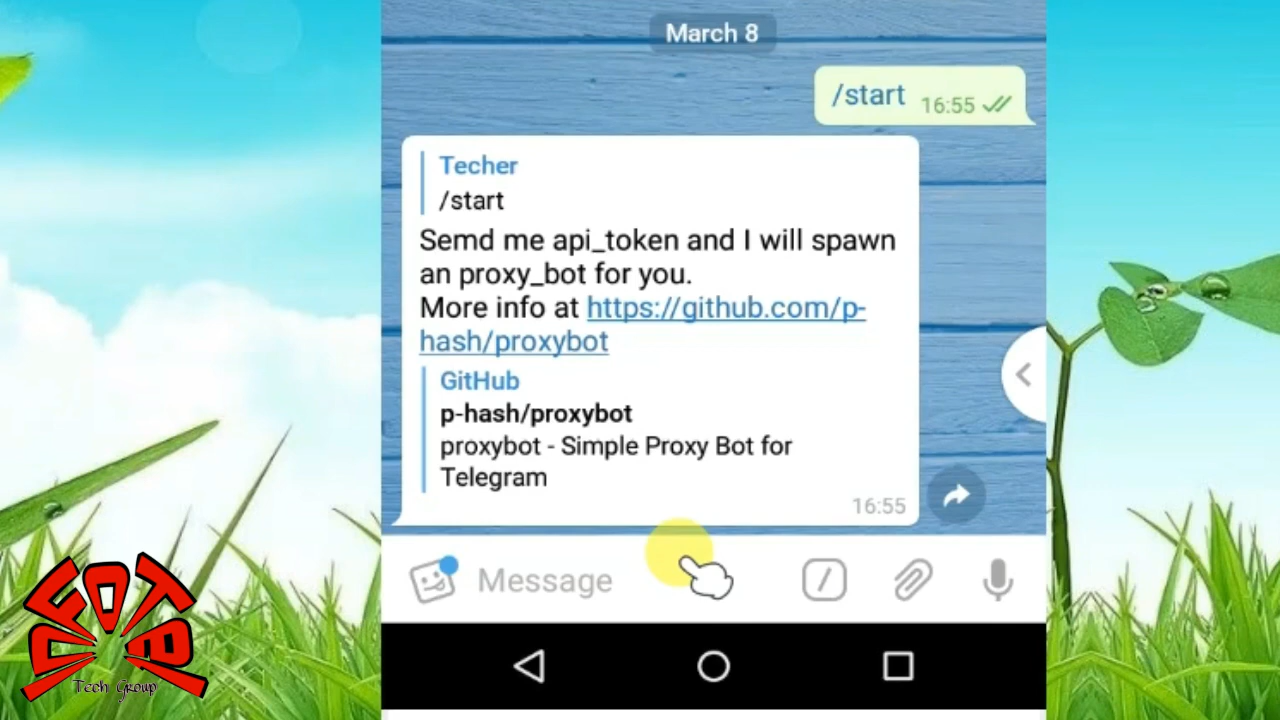 March 8
/start
16:55
Techer
/start
Semd me api_token and I will spawn
an proxy_bot for you.
More info at https://github.com/p-
hash/proxybot
GitHub
p-hash/proxybot
proxybot - Simple Proxy Bot for
Telegram
16:55
Message
Tech Group